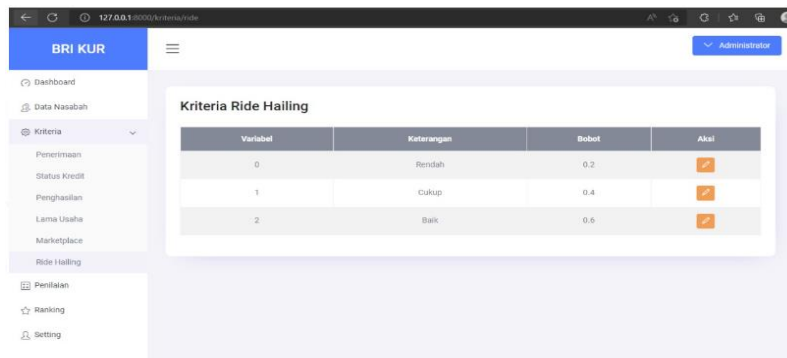 127.0.0.1:8000/kriteria/ride
BRI KUR
Administrator
Dashboard
Data Nasabah
Kriteria
Penerimaan
Status Kredit
Penghasilan
Lama Usaha
Marketplace
Ride Hailing
Penilaian
Ranking
Setting
Kriteria Ride Hailing
Variabel Keterangan Bobot Aksi
0 Rendah 0.2
1 Cukup 0.4
2 Baik 0.6